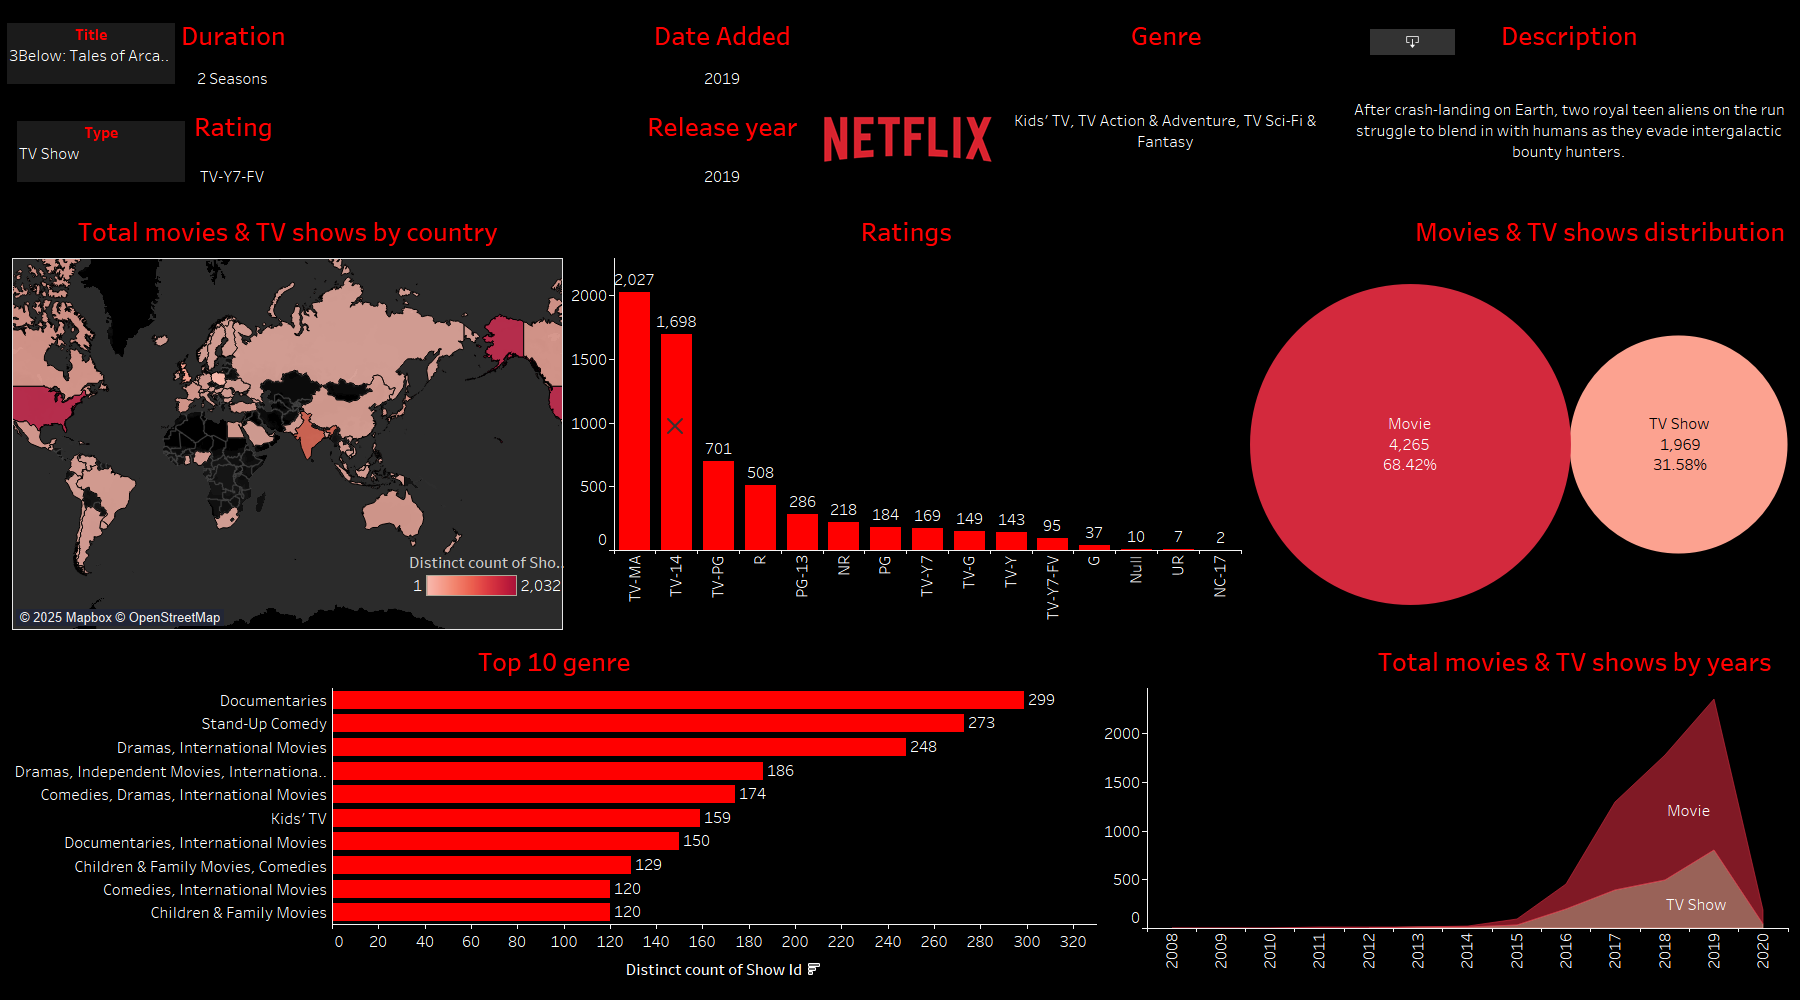 Title
3Below: Tales of Arca..
Duration
2 Seasons
Date Added
2019
Genre
Kids’ TV, TV Action & Adventure, TV Sci-Fi &
Fantasy
Description
After crash-landing on Earth, two royal teen aliens on the run
struggle to blend in with humans as they evade intergalactic
bounty hunters.
Type
TV Show
Rating
TV-Y7-FV
Release year
2019
NETFLIX
Total movies & TV shows by country
Distinct count of Sho..
1
2,032
© 2025 Mapbox © OpenStreetMap
Ratings
2000
1500
1000
500
0
2,027
1,698
701
508
286
218
184
169
149
143
95
37
10
7
2
TV-MA
TV-14
TV-PG
R
PG-13
NR
PG
TV-Y7
TV-G
TV-Y
TV-Y7-FV
G
Null
UR
NC-17
Movies & TV shows distribution
Movie
4,265
68.42%
TV Show
1,969
31.58%
Top 10 genre
Documentaries 299
Stand-Up Comedy 273
Dramas, International Movies 248
Dramas, Independent Movies, Internationa.. 186
Comedies, Dramas, International Movies 174
Kids’ TV 159
Documentaries, International Movies 150
Children & Family Movies, Comedies 129
Comedies, International Movies 120
Children & Family Movies 120
0 20 40 60 80 100 120 140 160 180 200 220 240 260 280 300 320
Distinct count of Show Id
Total movies & TV shows by years
2000
1500
1000
500
0
Movie
TV Show
2008
2009
2010
2011
2012
2013
2014
2015
2016
2017
2018
2019
2020